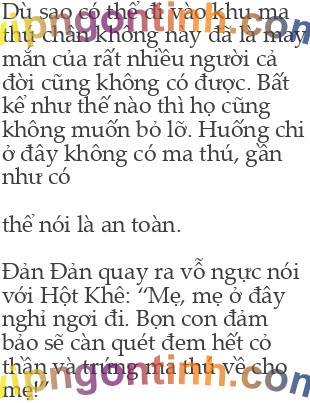 Dù sao có thể đi vào khu ma
thú chân không này đã là may
mắn của rất nhiều người cả
đời cũng không có được. Bất
kể như thế nào thì họ cũng
không muốn bỏ lỡ. Huống chi
ở đây không có ma thú, gần
như có
thể nói là an toàn.
Đản Đản quay ra vỗ ngực nói
với Hột Khê: “Mẹ, mẹ ở đây
nghỉ ngơi đi. Bọn con đảm
bảo sẽ càn quét đem hết cỏ
thần và trứng ma thú về cho
mẹ!”
vipngontinh.com
vipngontinh.com